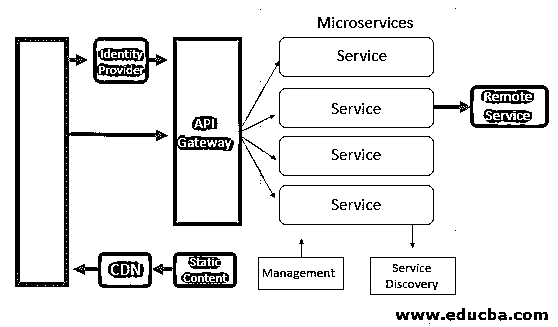 Microservices
Identity
Provider
API
Gateway
Service
Service
Service
Service
Remote
Service
CDN
Static
Content
Management
Service
Discovery
www.educba.com